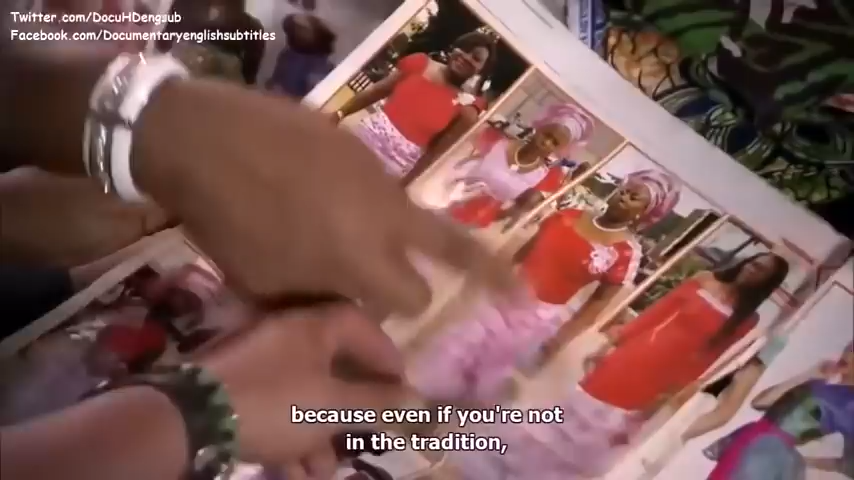 Twitter.com/DocuHDengsub
Facebook.com/Documentaryenglishsubtitles
because even if you're not
in the tradition,